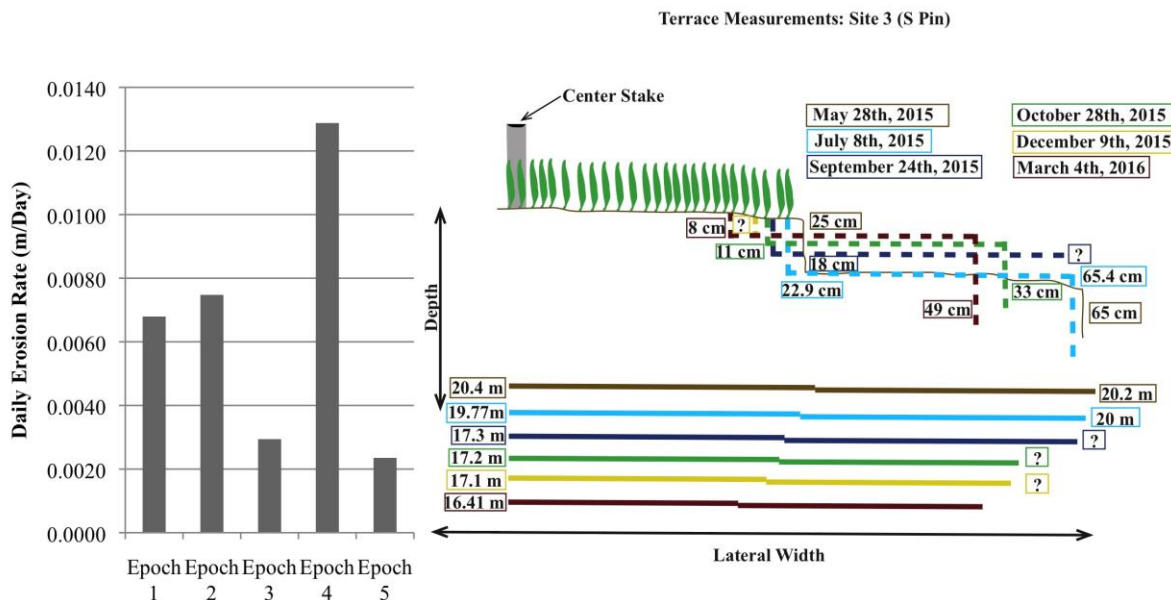 Terrace Measurements: Site 3 (S Pin)
Daily Erosion Rate (m/Day)
0.0140
0.0120
0.0100
0.0080
0.0060
0.0040
0.0020
0.0000
Epoch 1
Epoch 2
Epoch 3
Epoch 4
Epoch 5
Center Stake
May 28th, 2015
July 8th, 2015
September 24th, 2015
October 28th, 2015
December 9th, 2015
March 4th, 2016
Depth
8 cm
?
25 cm
11 cm
18 cm
?
22.9 cm
65.4 cm
33 cm
49 cm
65 cm
20.4 m
20.2 m
19.77m
20 m
17.3 m
?
17.2 m
?
17.1 m
?
16.41 m
Lateral Width